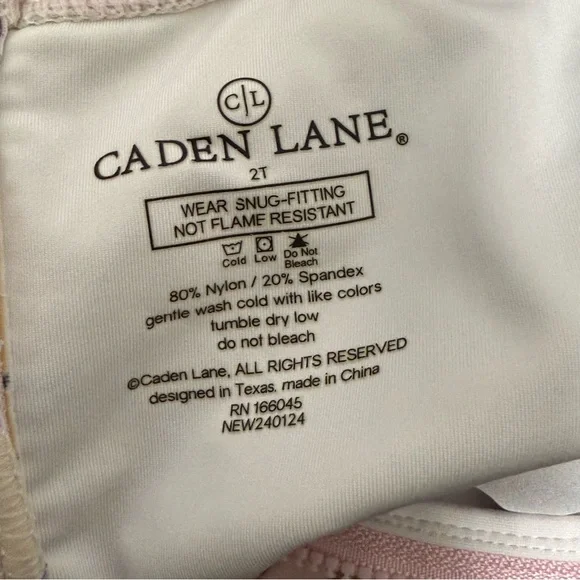 C|L
CADEN LANE®
2T
WEAR SNUG-FITTING
NOT FLAME RESISTANT
Cold Low Do Not
Bleach
80% Nylon / 20% Spandex
gentle wash cold with like colors
tumble dry low
do not bleach
©Caden Lane, ALL RIGHTS RESERVED
designed in Texas, made in China
RN 166045
NEW240124